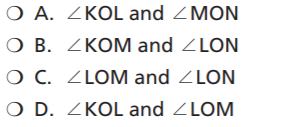 A. ∠KOL and ∠MON
B. ∠KOM and ∠LON
C. ∠LOM and ∠LON
D. ∠KOL and ∠LOM